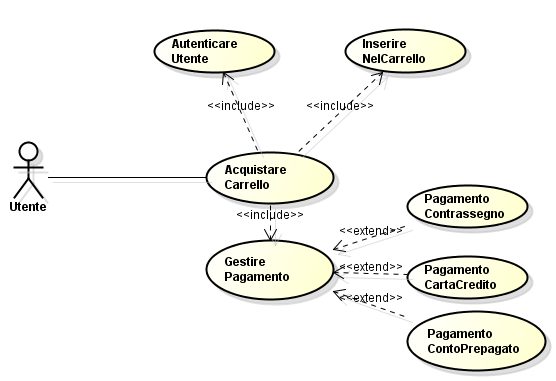 Autenticare
Utente
Inserire
NelCarrello
<<include>>
<<include>>
Acquistare
Carrello
Utente
<<include>>
Pagamento
Contrassegno
<<extend>>
Gestire
Pagamento
<<extend>>
Pagamento
CartaCredito
<<extend>>
Pagamento
ContoPrepagato